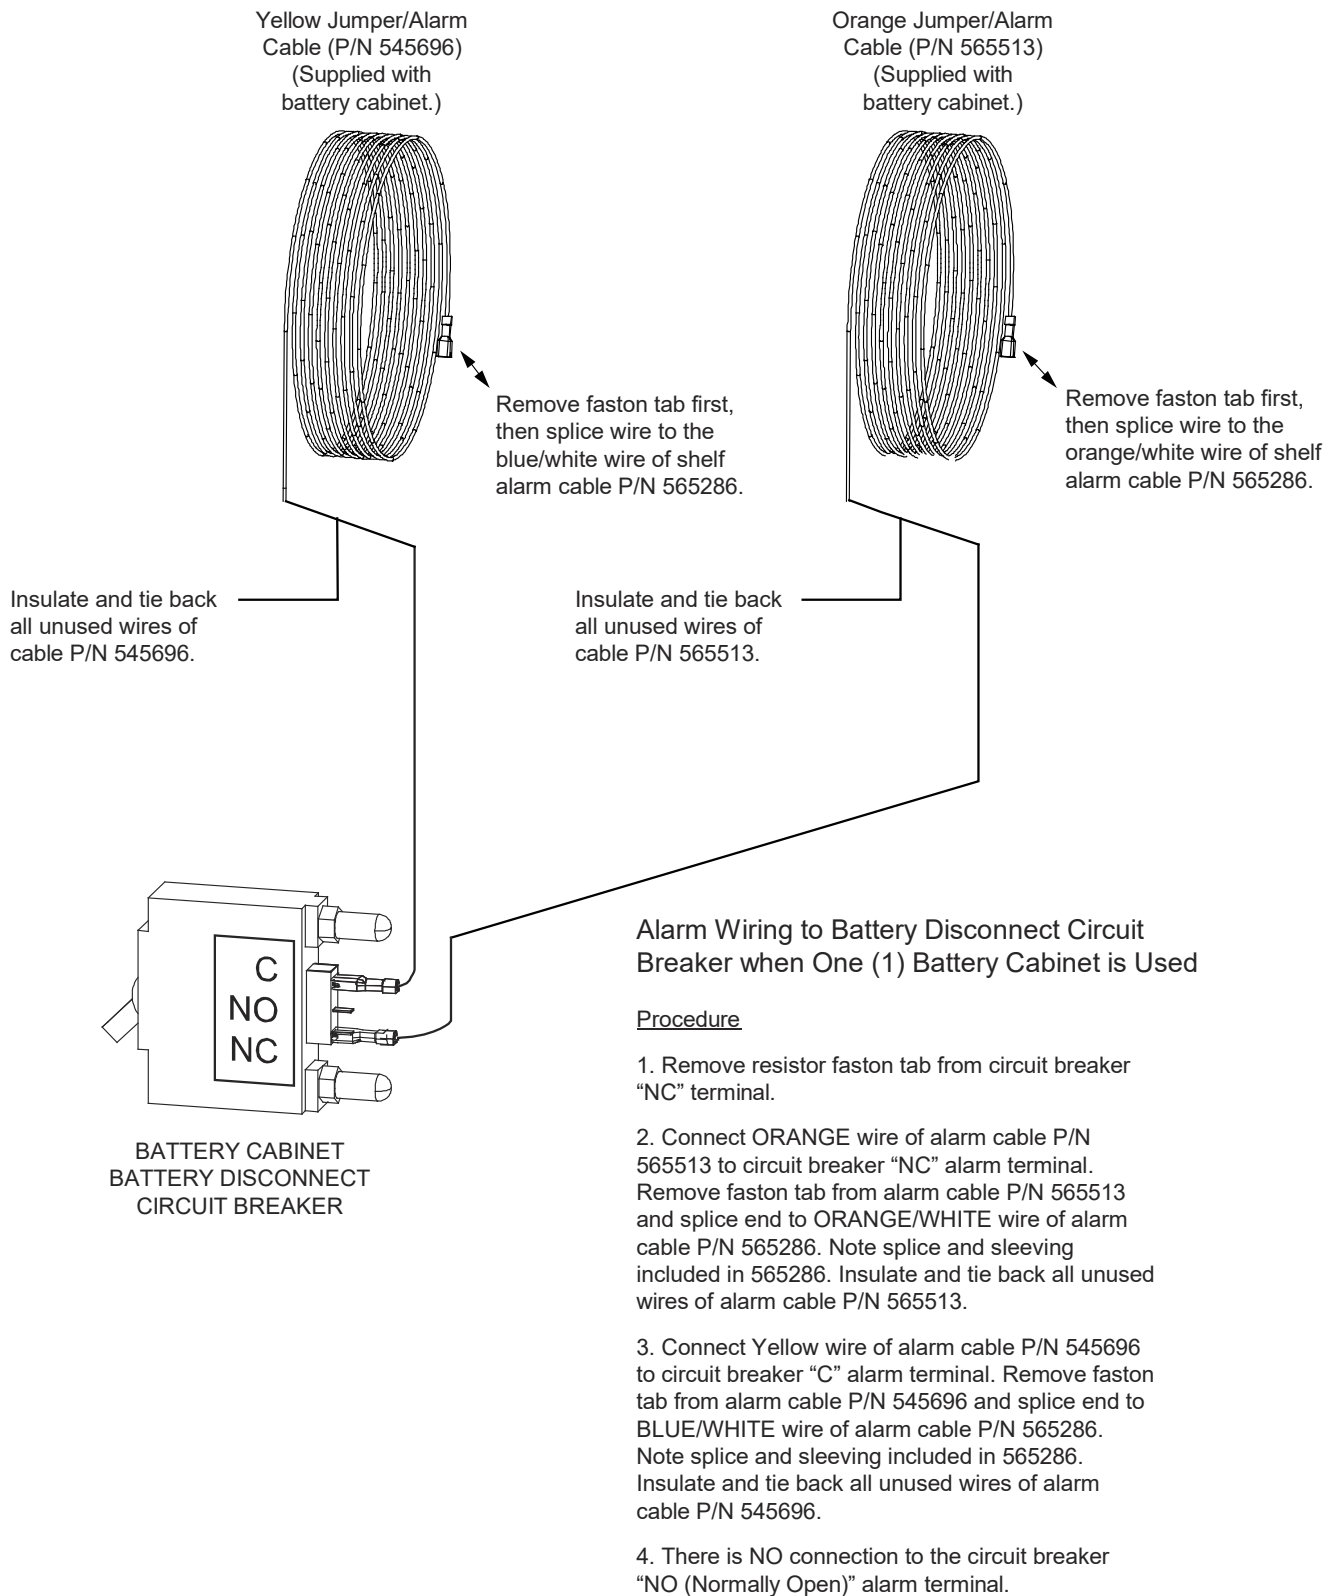 Yellow Jumper/Alarm
Cable (P/N 545696)
(Supplied with
battery cabinet.)
Orange Jumper/Alarm
Cable (P/N 565513)
(Supplied with
battery cabinet.)
Remove faston tab first,
then splice wire to the
blue/white wire of shelf
alarm cable P/N 565286.
Remove faston tab first,
then splice wire to the
orange/white wire of shelf
alarm cable P/N 565286.
Insulate and tie back
all unused wires of
cable P/N 545696.
Insulate and tie back
all unused wires of
cable P/N 565513.
C
NO
NC
BATTERY CABINET
BATTERY DISCONNECT
CIRCUIT BREAKER
Alarm Wiring to Battery Disconnect Circuit
Breaker when One (1) Battery Cabinet is Used
Procedure
1. Remove resistor faston tab from circuit breaker
“NC” terminal.
2. Connect ORANGE wire of alarm cable P/N
565513 to circuit breaker “NC” alarm terminal.
Remove faston tab from alarm cable P/N 565513
and splice end to ORANGE/WHITE wire of alarm
cable P/N 565286. Note splice and sleeving
included in 565286. Insulate and tie back all unused
wires of alarm cable P/N 565513.
3. Connect Yellow wire of alarm cable P/N 545696
to circuit breaker “C” alarm terminal. Remove faston
tab from alarm cable P/N 545696 and splice end to
BLUE/WHITE wire of alarm cable P/N 565286.
Note splice and sleeving included in 565286.
Insulate and tie back all unused wires of alarm
cable P/N 545696.
4. There is NO connection to the circuit breaker
“NO (Normally Open)” alarm terminal.